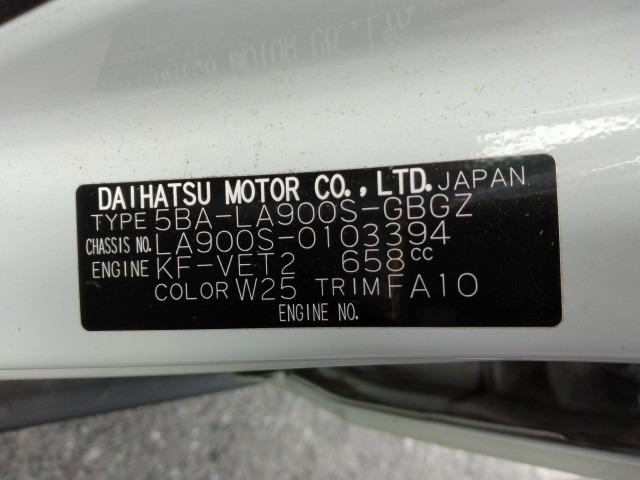 DAIHATSU MOTOR CO., LTD. JAPAN
TYPE 5BA-LA900S-GBGZ
CHASSIS NO. LA900S-0103394
ENGINE KF-VET2 658cc
COLOR W25 TRIM FA10
ENGINE NO.